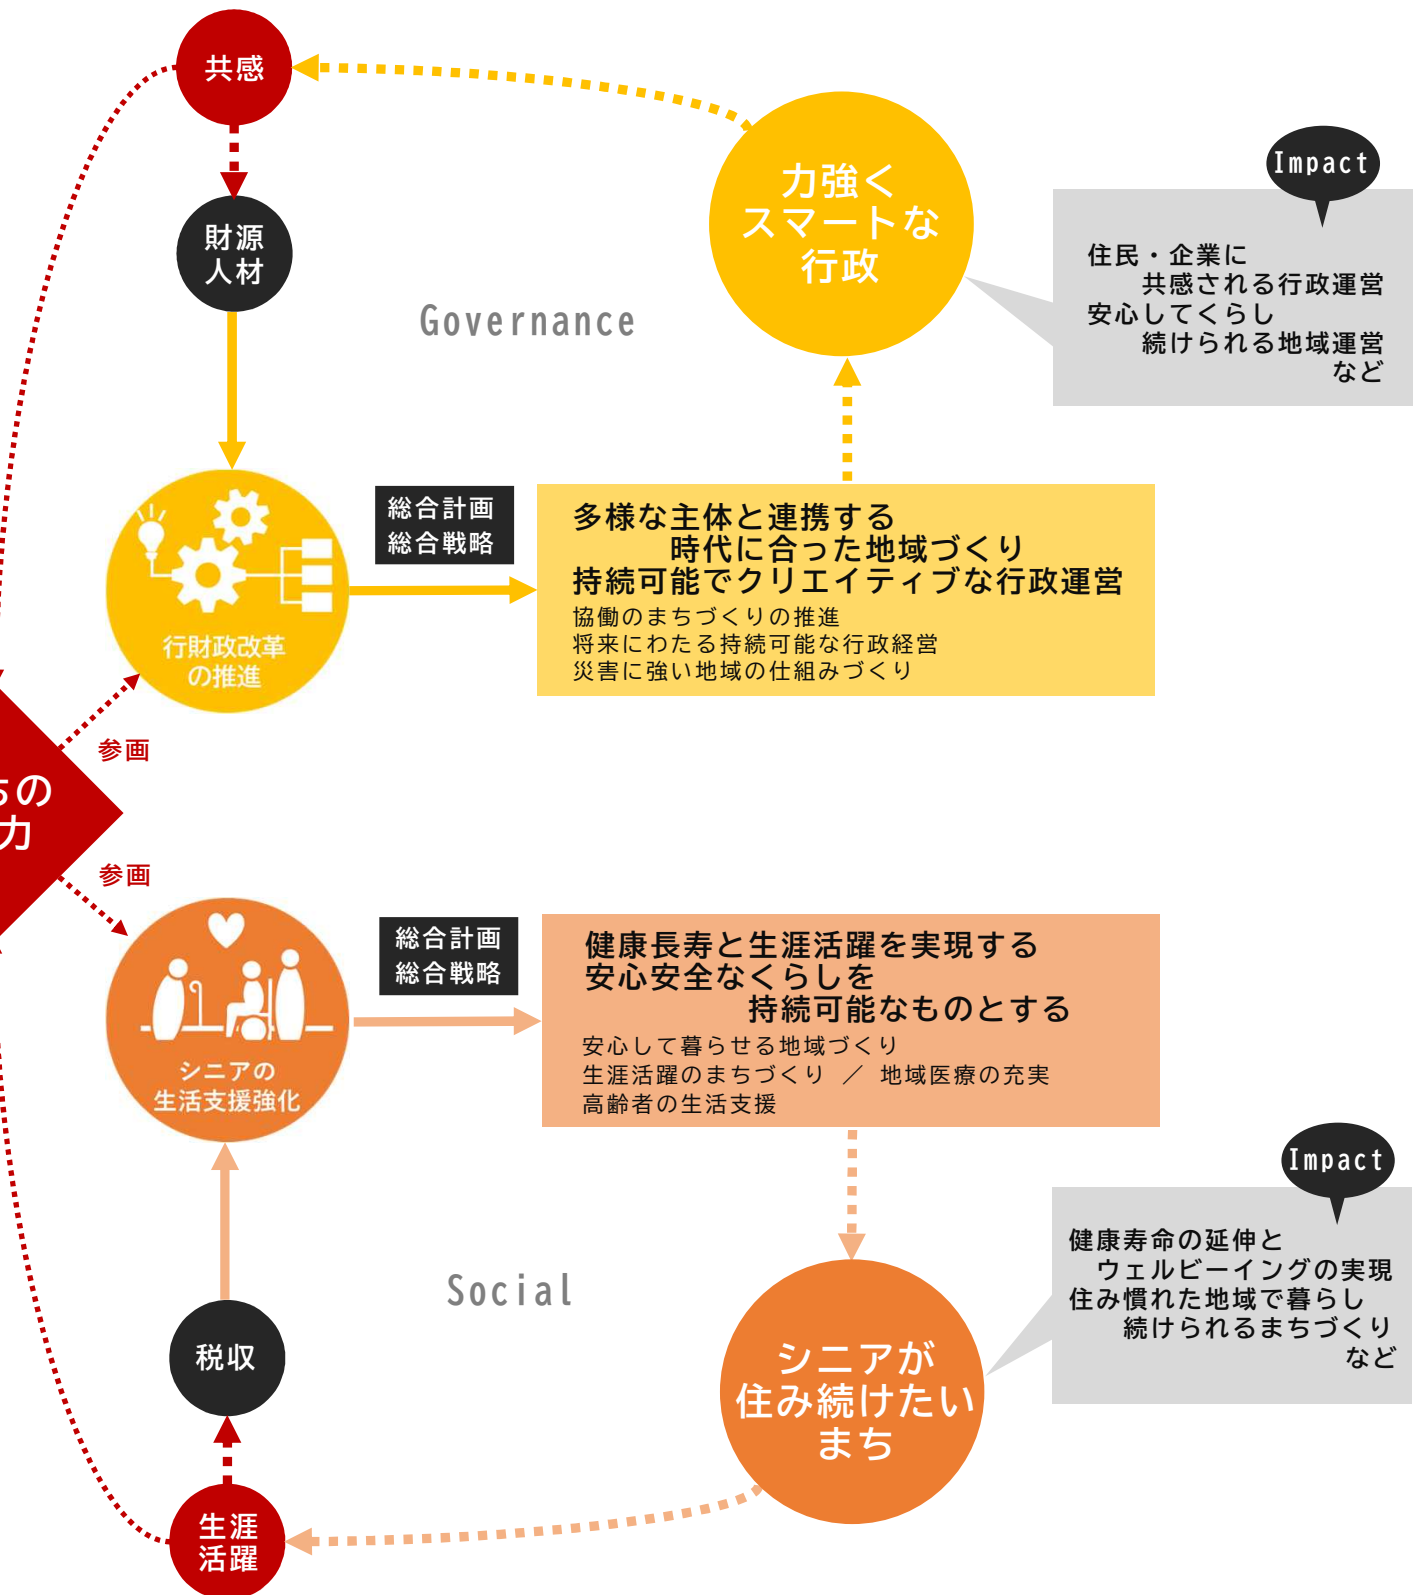 共感
財源
人材
Governance
力強く
スマートな
行政
Impact
住民・企業に
共感される行政運営
安心してくらし
続けられる地域運営
など
行財政改革
の推進
総合計画
総合戦略
多様な主体と連携する
時代に合った地域づくり
持続可能でクリエイティブな行政運営
協働のまちづくりの推進
将来にわたる持続可能な行政経営
災害に強い地域の仕組みづくり
参画
ちの
力
参画
シニアの
生活支援強化
総合計画
総合戦略
健康長寿と生涯活躍を実現する
安心安全なくらしを
持続可能なものとする
安心して暮らせる地域づくり
生涯活躍のまちづくり ／ 地域医療の充実
高齢者の生活支援
Impact
健康寿命の延伸と
ウェルビーイングの実現
住み慣れた地域で暮らし
続けられるまちづくり
など
Social
税収
シニアが
住み続けたい
まち
生涯
活躍